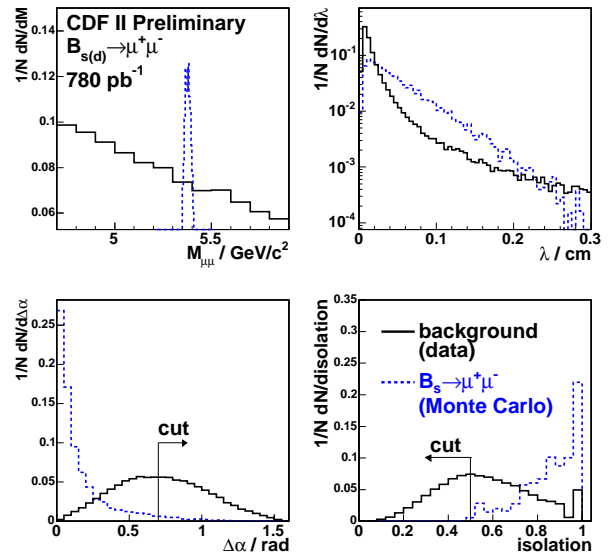 CDF II Preliminary
B_{s(d)}→μ⁺μ⁻
780 pb⁻¹
1/N dN/dM
0.14
0.12
0.1
0.08
0.06
5
5.5
M_{μμ} / GeV/c²
1/N dN/dλ
10⁻¹
10⁻²
10⁻³
10⁻⁴
0
0.1
0.2
0.3
λ / cm
1/N dN/dΔα
0.25
0.2
0.15
0.1
0.05
0
cut
0
0.5
1
1.5
Δα / rad
1/N dN/disolation
0.35
0.3
0.25
0.2
0.15
0.1
0.05
0
background
(data)
B_s→μ⁺μ⁻
(Monte Carlo)
cut
0
0.2
0.4
0.6
0.8
1
isolation